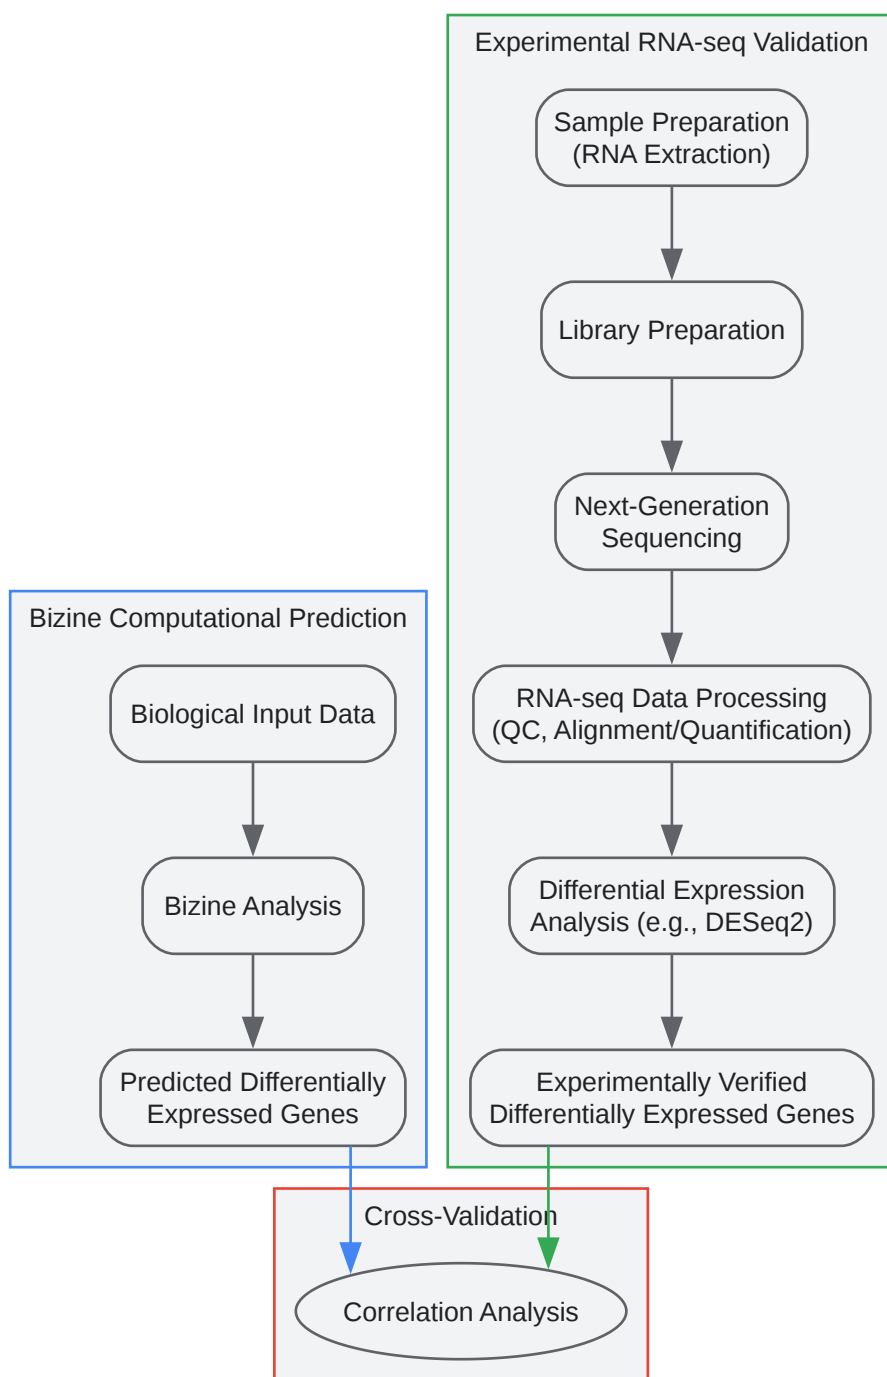 Experimental RNA-seq Validation
Sample Preparation
(RNA Extraction)
Library Preparation
Next-Generation
Sequencing
RNA-seq Data Processing
(QC, Alignment/Quantification)
Differential Expression
Analysis (e.g., DESeq2)
Experimentally Verified
Differentially Expressed Genes
Bizine Computational Prediction
Biological Input Data
Bizine Analysis
Predicted Differentially
Expressed Genes
Cross-Validation
Correlation Analysis